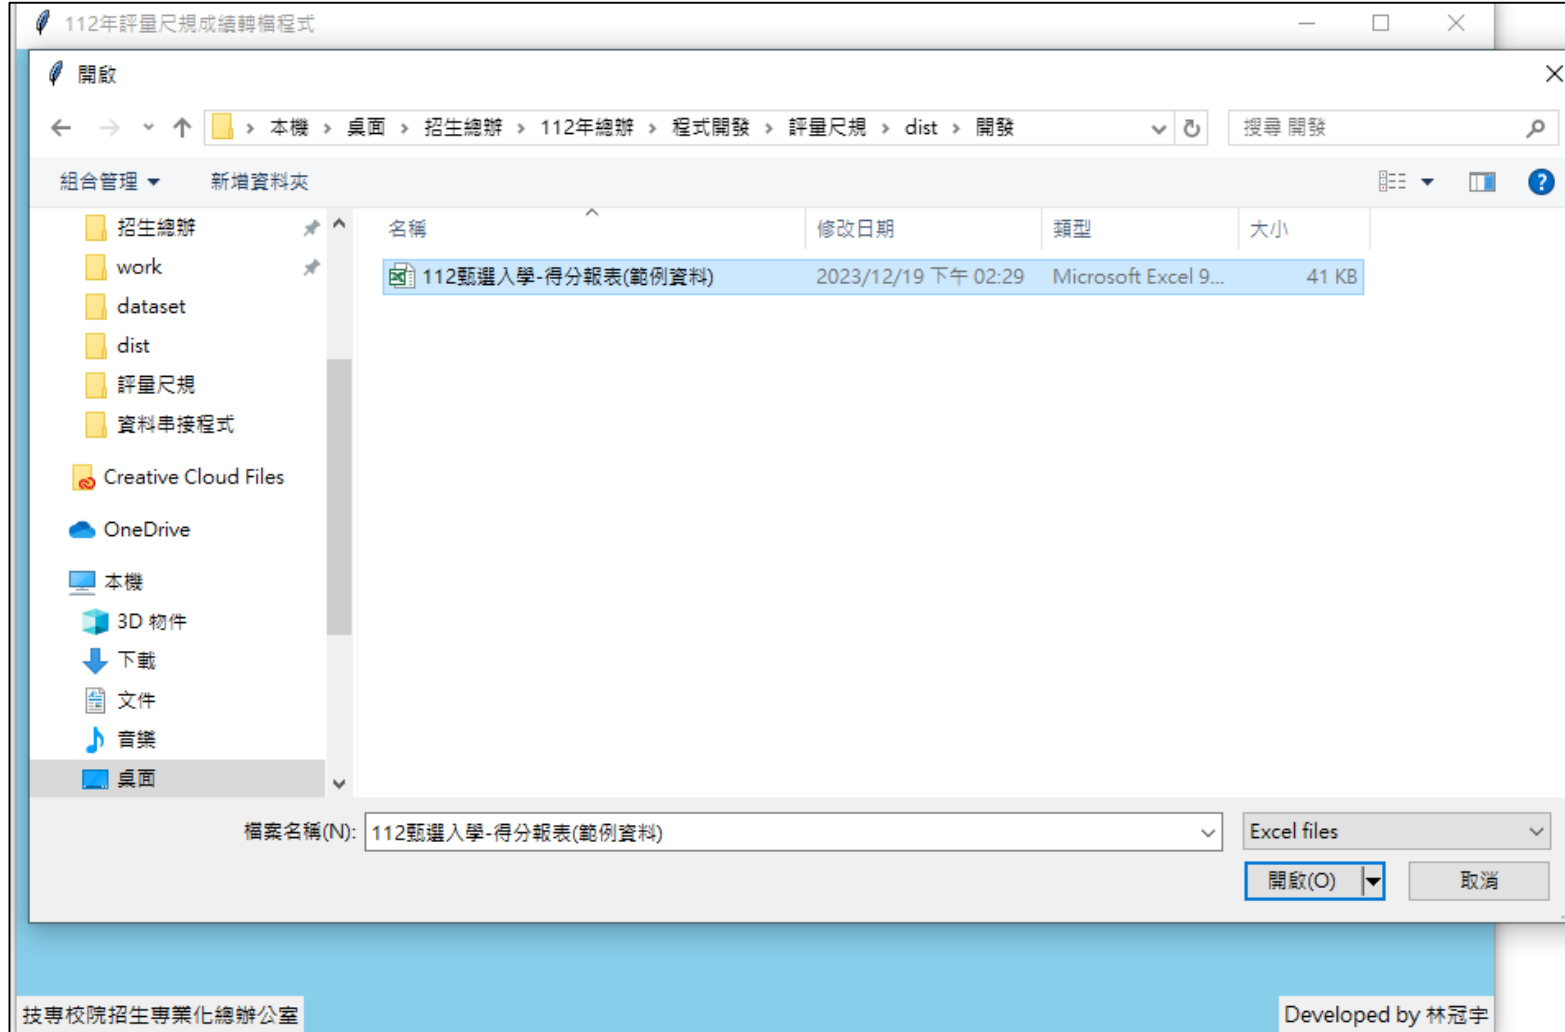 112年評量尺規成績轉檔程式
開啟
本機 › 桌面 › 招生總辦 › 112年總辦 › 程式開發 › 評量尺規 › dist › 開發
搜尋 開發
組合管理 新增資料夾
名稱 修改日期 類型 大小
112甄選入學-得分報表(範例資料) 2023/12/19 下午 02:29 Microsoft Excel 9... 41 KB
招生總辦
work
dataset
dist
評量尺規
資料串接程式
Creative Cloud Files
OneDrive
本機
3D 物件
下載
文件
音樂
桌面
檔案名稱(N): 112甄選入學-得分報表(範例資料) Excel files
開啟(O) 取消
技專校院招生專業化總辦公室 Developed by 林冠宇